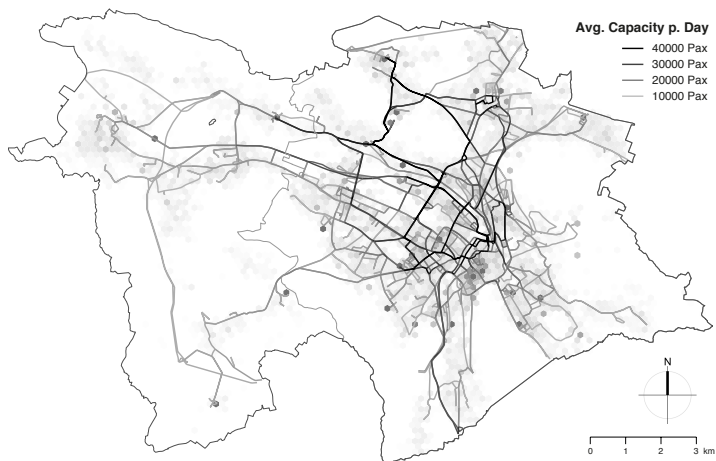 Avg. Capacity p. Day
40000 Pax
30000 Pax
20000 Pax
10000 Pax
N
0 1 2 3 km